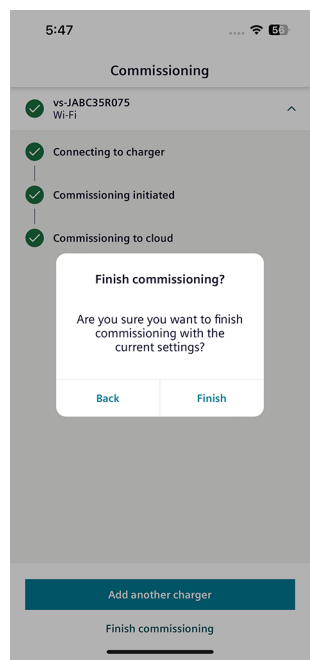 5:47
56
Commissioning
vs-JABC35R075
Wi-Fi
Connecting to charger
Commissioning initiated
Commissioning to cloud
Finish commissioning?
Are you sure you want to finish
commissioning with the
current settings?
Back
Finish
Add another charger
Finish commissioning